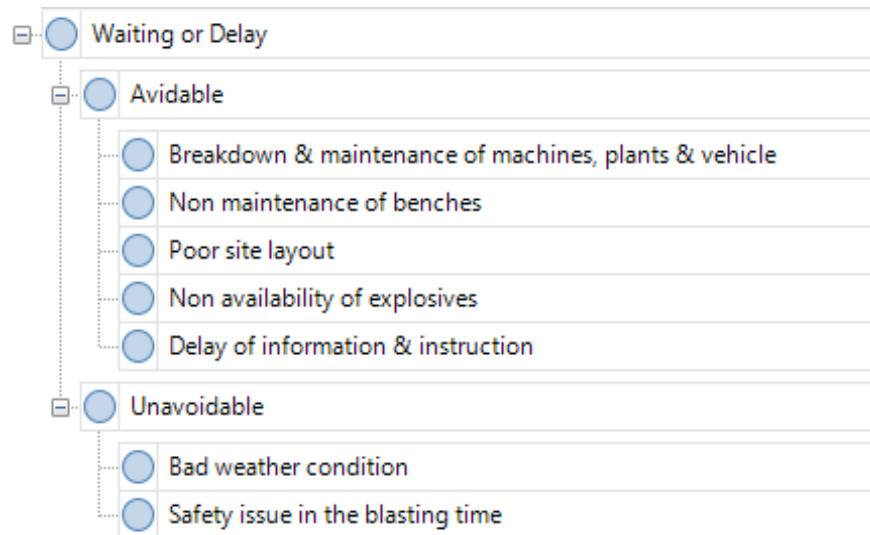 Waiting or Delay
Avidable
Breakdown & maintenance of machines, plants & vehicle
Non maintenance of benches
Poor site layout
Non availability of explosives
Delay of information & instruction
Unavoidable
Bad weather condition
Safety issue in the blasting time